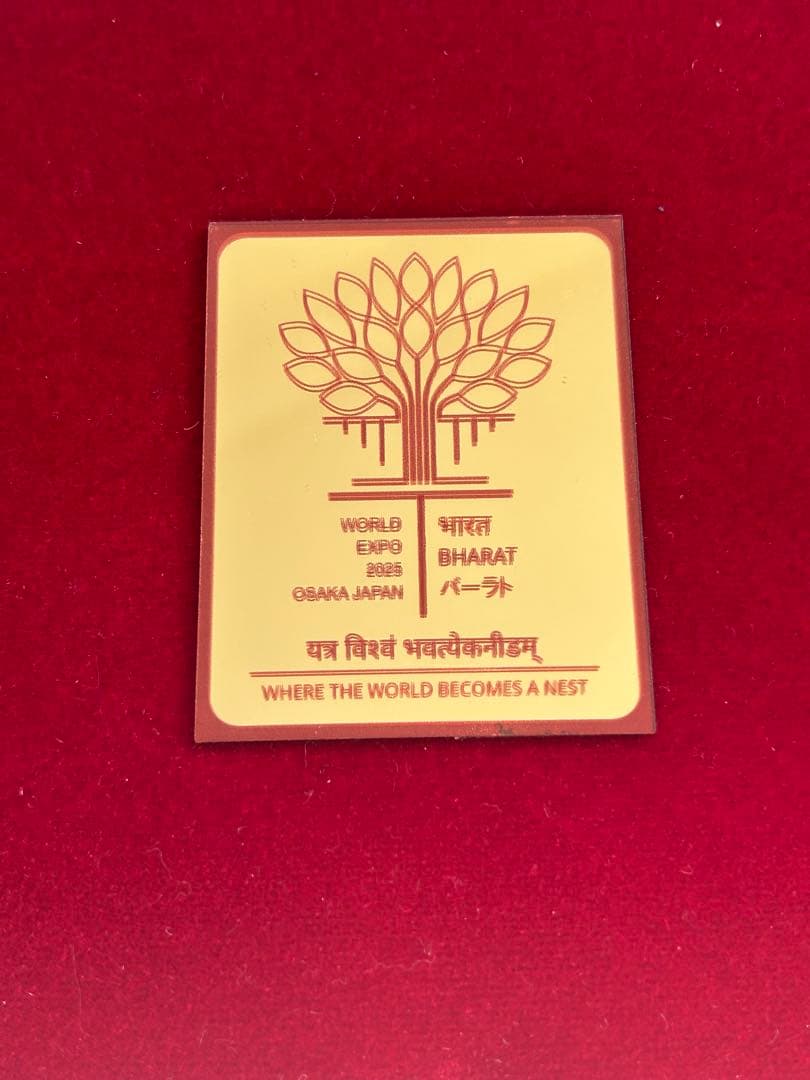 WORLD
EXPO
2025
OSAKA JAPAN
भारत
BHARAT
バーラト
यत्र विश्वं भवत्येकनीडम्
WHERE THE WORLD BECOMES A NEST